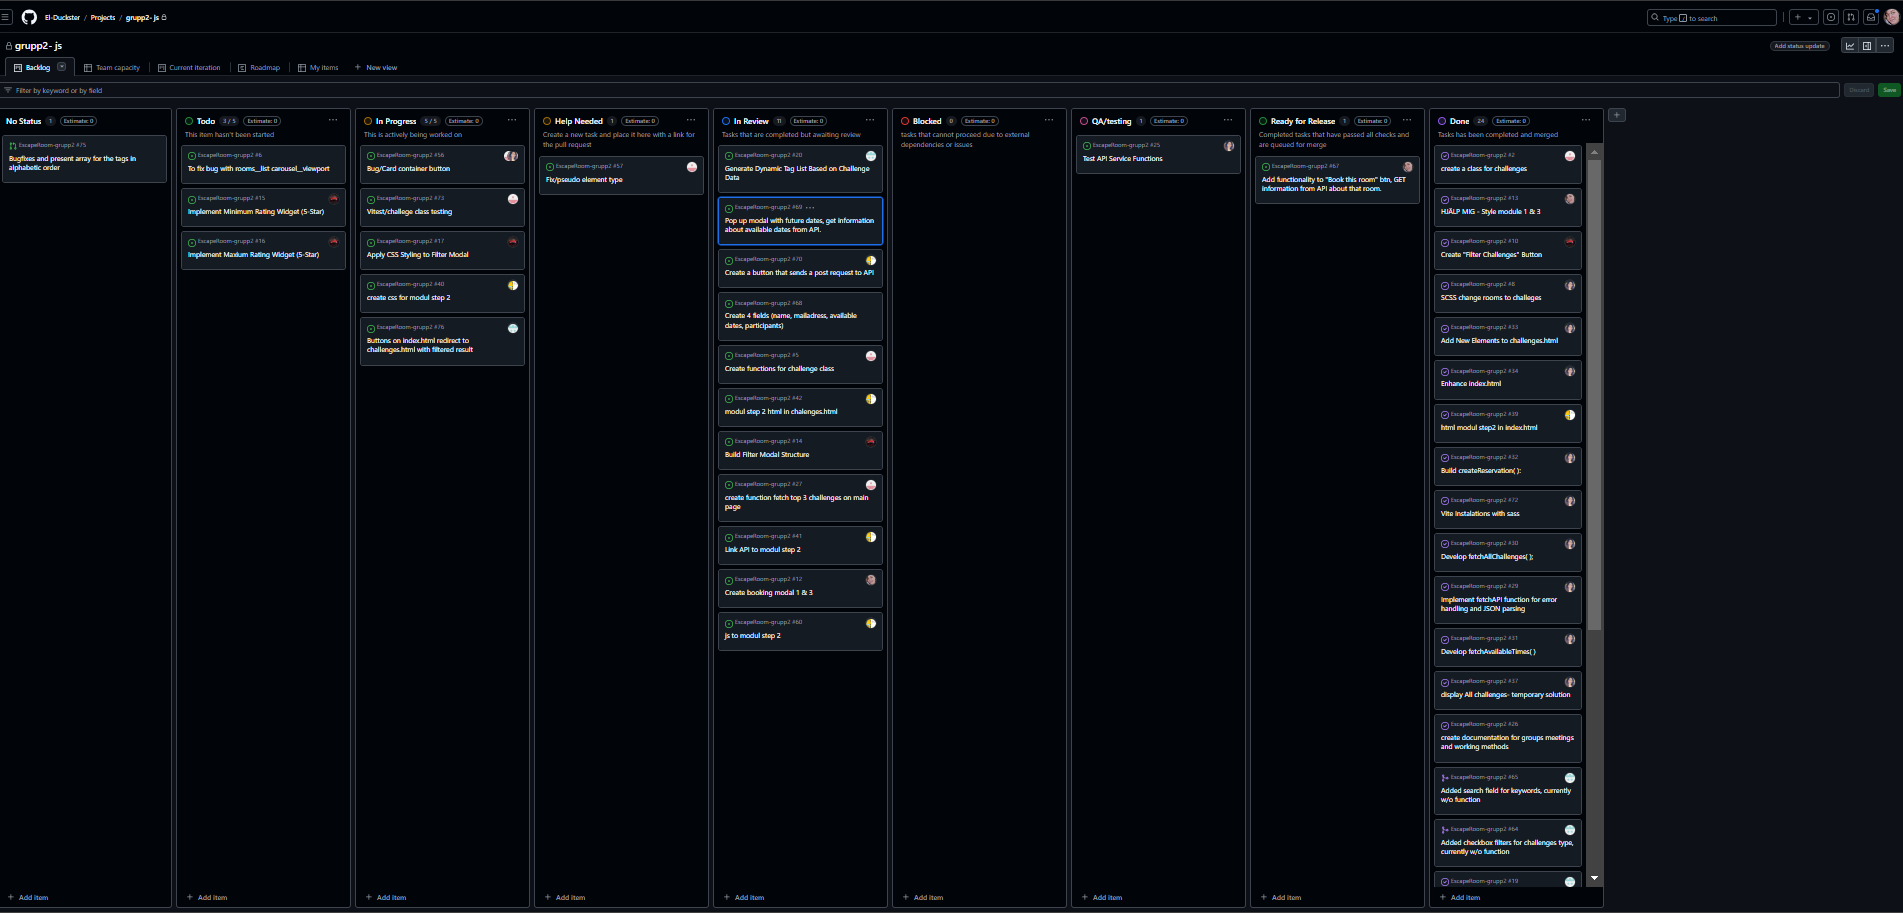 El-Duckster / Projects / grupp2- js
Type / to search
grupp2- js
Add status update
Backlog
Team capacity
Current iteration
Roadmap
My items
New view
Filter by keyword or by field
Discard
Save
No Status 1 Estimate: 0
EscapeRoom-grupp2 #75
Bugfixes and present array for the tags in
alphabetic order
Add item
Todo 3 / 5 Estimate: 0
This item hasn't been started
EscapeRoom-grupp2 #6
To fix bug with rooms__list carousel__viewport
EscapeRoom-grupp2 #15
Implement Minimum Rating Widget (5-Star)
EscapeRoom-grupp2 #16
Implement Maxium Rating Widget (5-Star)
Add item
In Progress 5 / 5 Estimate: 0
This is actively being worked on
EscapeRoom-grupp2 #56
Bug/Card container button
EscapeRoom-grupp2 #73
Vitest/challege class testing
EscapeRoom-grupp2 #17
Apply CSS Styling to Filter Modal
EscapeRoom-grupp2 #40
create css for modul step 2
EscapeRoom-grupp2 #76
Buttons on index.html redirect to
challenges.html with filtered result
Add item
Help Needed 1 Estimate: 0
Create a new task and place it here with a link for
the pull request
EscapeRoom-grupp2 #57
Fix/pseudo element type
Add item
In Review 11 Estimate: 0
Tasks that are completed but awaiting review
EscapeRoom-grupp2 #20
Generate Dynamic Tag List Based on Challenge
Data
EscapeRoom-grupp2 #69
Pop up modal with future dates, get information
about available dates from API.
EscapeRoom-grupp2 #70
Create a button that sends a post request to API
EscapeRoom-grupp2 #68
Create 4 fields (name, mailadress, available
dates, participants)
EscapeRoom-grupp2 #5
Create functions for challenge class
EscapeRoom-grupp2 #42
modul step 2 html in chalenges.html
EscapeRoom-grupp2 #14
Build Filter Modal Structure
EscapeRoom-grupp2 #27
create function fetch top 3 challenges on main
page
EscapeRoom-grupp2 #41
Link API to modul step 2
EscapeRoom-grupp2 #12
Create booking modal 1 & 3
EscapeRoom-grupp2 #60
js to modul step 2
Add item
Blocked 0 Estimate: 0
tasks that cannot proceed due to external
dependencies or issues
Add item
QA/testing 1 Estimate: 0
EscapeRoom-grupp2 #25
Test API Service Functions
Add item
Ready for Release 1 Estimate: 0
Completed tasks that have passed all checks and
are queued for merge
EscapeRoom-grupp2 #67
Add functionality to "Book this room" btn, GET
information from API about that room.
Add item
Done 24 Estimate: 0
Tasks has been completed and merged
EscapeRoom-grupp2 #2
create a class for challenges
EscapeRoom-grupp2 #13
HJÄLP MIG - Style module 1 & 3
EscapeRoom-grupp2 #10
Create "Filter Challenges" Button
EscapeRoom-grupp2 #8
SCSS change rooms to challeges
EscapeRoom-grupp2 #33
Add New Elements to challenges.html
EscapeRoom-grupp2 #34
Enhance index.html
EscapeRoom-grupp2 #39
html modul step2 in index.html
EscapeRoom-grupp2 #32
Build createReservation( ):
EscapeRoom-grupp2 #72
Vite Instalations with sass
EscapeRoom-grupp2 #30
Develop fetchAllChallenges( );
EscapeRoom-grupp2 #29
Implement fetchAPI function for error
handling and JSON parsing
EscapeRoom-grupp2 #31
Develop fetchAvailableTimes( )
EscapeRoom-grupp2 #37
display All challenges- temporary solution
EscapeRoom-grupp2 #26
create documentation for groups meetings
and working methods
EscapeRoom-grupp2 #65
Added search field for keywords, currently
w/o function
EscapeRoom-grupp2 #64
Added checkbox filters for challenges type,
currently w/o function
EscapeRoom-grupp2 #19
Add item